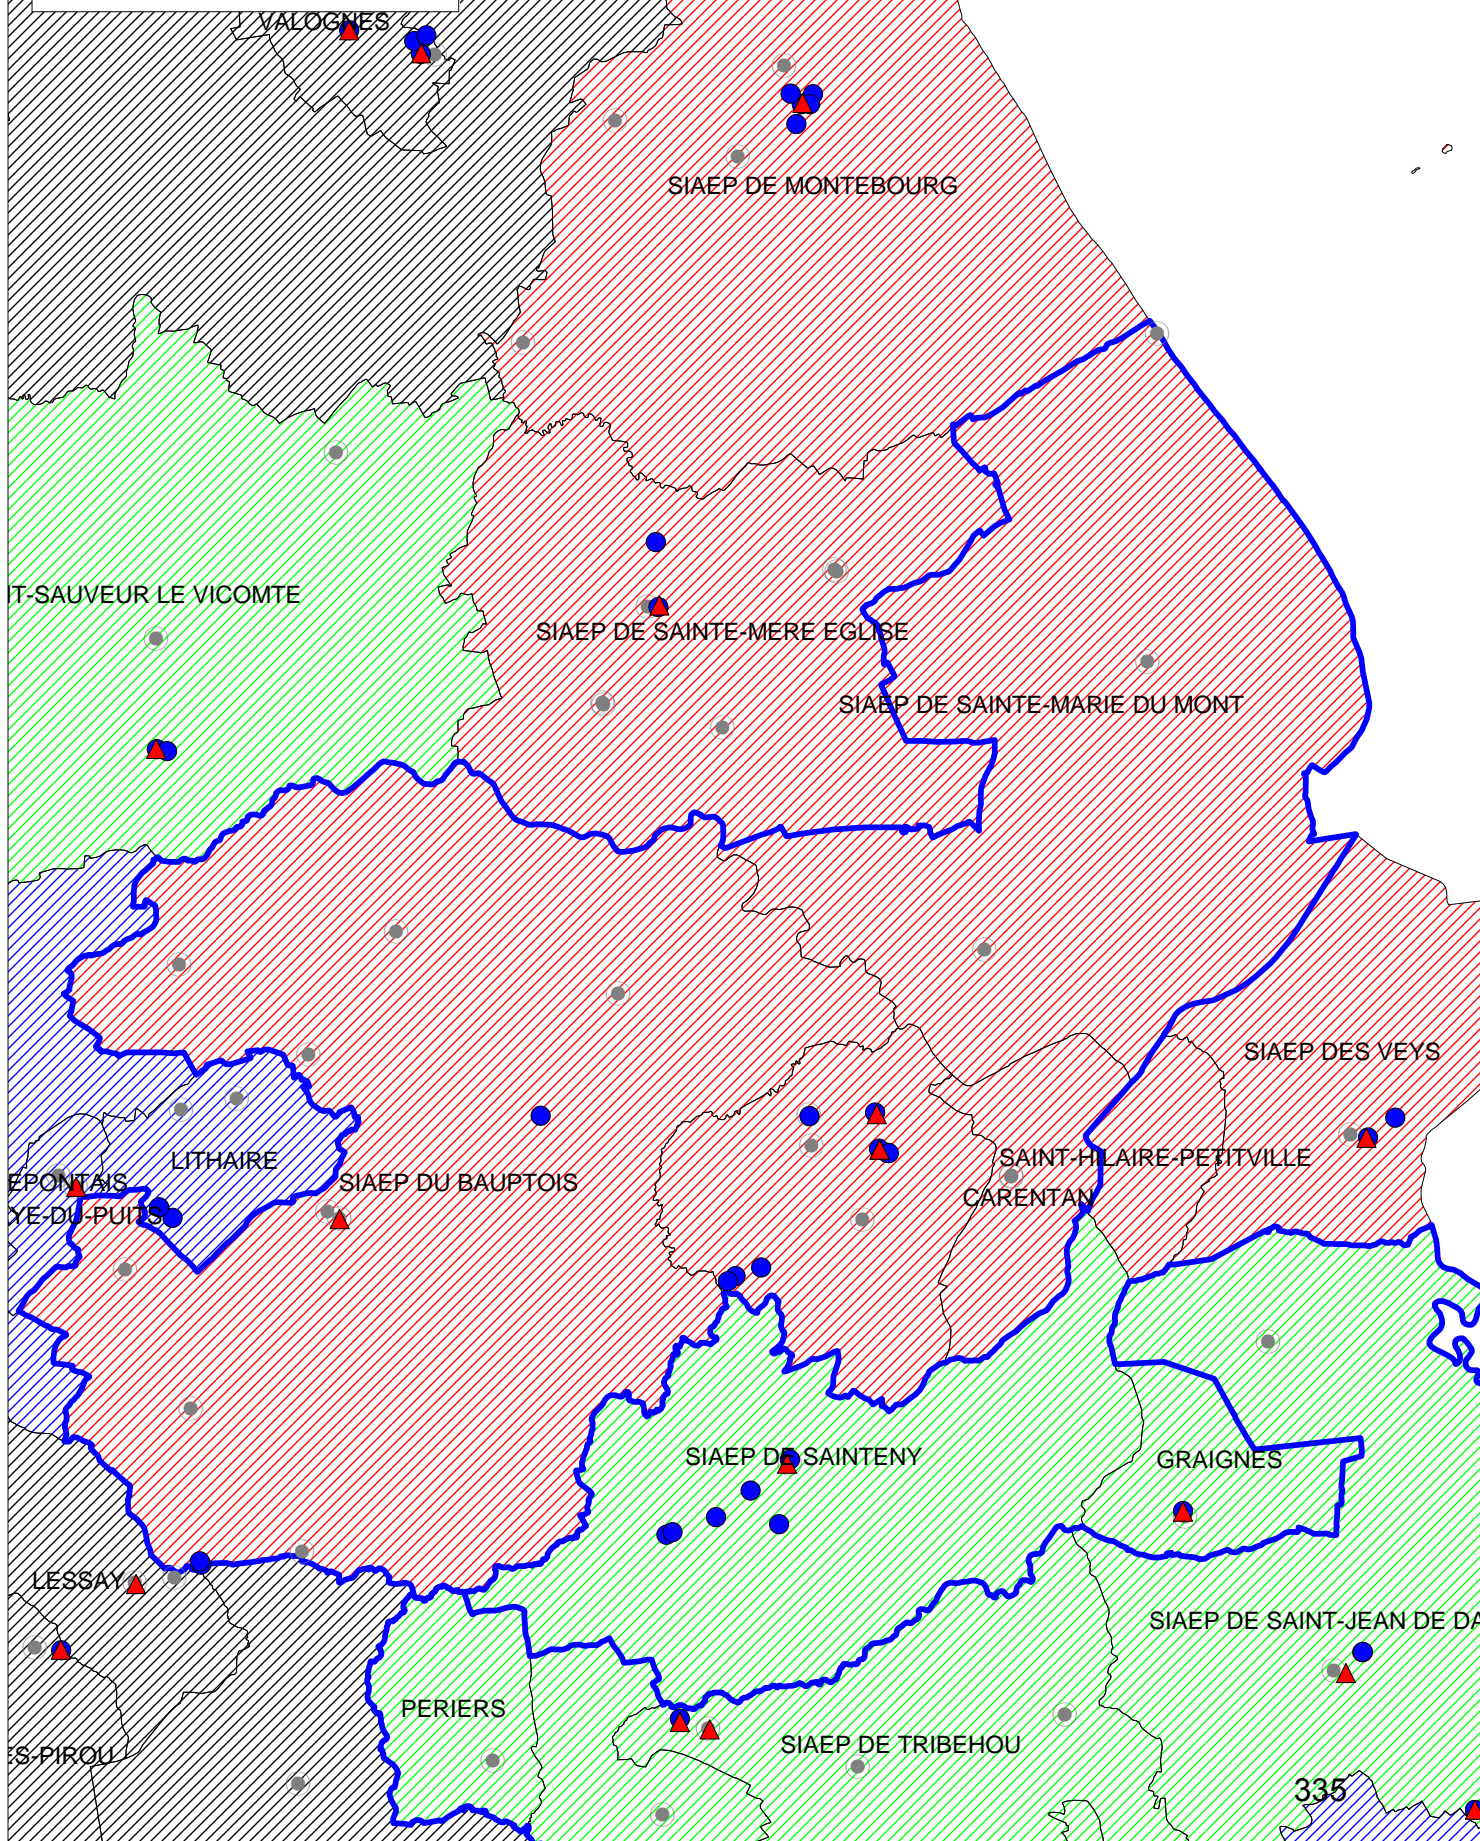 VALOGNES
SIAEP DE MONTEBOURG
IT-SAUVEUR LE VICOMTE
SIAEP DE SAINTE-MERE EGLISE
SIAEP DE SAINTE-MARIE DU MONT
SIAEP DES VEYS
LITHAIRE
SAINT-HILAIRE-PETITVILLE
EPONTAIS
SIAEP DU BAUPTOIS
CARENTAN
YE-DU-PUITS
SIAEP DE SAINTENY
GRAIGNES
LESSAY
SIAEP DE SAINT-JEAN DE DA
PERIERS
SIAEP DE TRIBEHOU
ES-PIROU
335